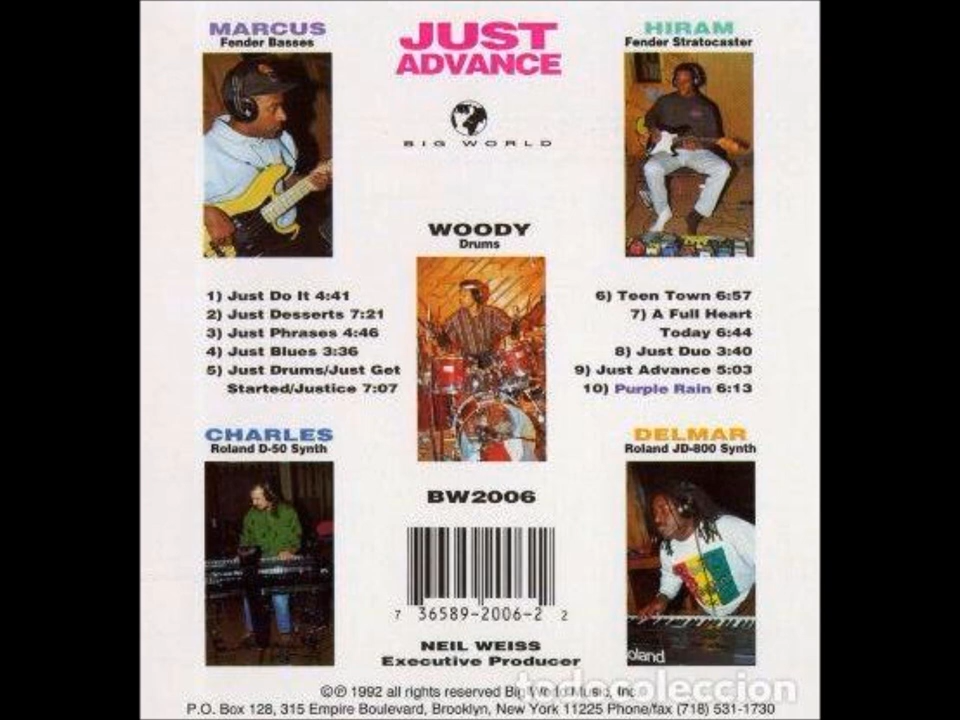 MARCUS
Fender Basses
JUST
ADVANCE
HIRAM
Fender Stratocaster
BIG WORLD
WOODY
Drums
1) Just Do It 4:41
2) Just Desserts 7:21
3) Just Phrases 4:46
4) Just Blues 3:36
5) Just Drums/Just Get
Started/Justice 7:07
6) Teen Town 6:57
7) A Full Heart
Today 6:44
8) Just Duo 3:40
9) Just Advance 5:03
10) Purple Rain 6:13
CHARLES
Roland D-50 Synth
DELMAR
Roland JD-800 Synth
BW2006
7 36589-2006-2 2
Roland
NEIL WEISS
Executive Producer
©℗ 1992 all rights reserved Big World Music, Inc.
todocoleccion
P.O. Box 128, 315 Empire Boulevard, Brooklyn, New York 11225 Phone/fax (718) 531-1730